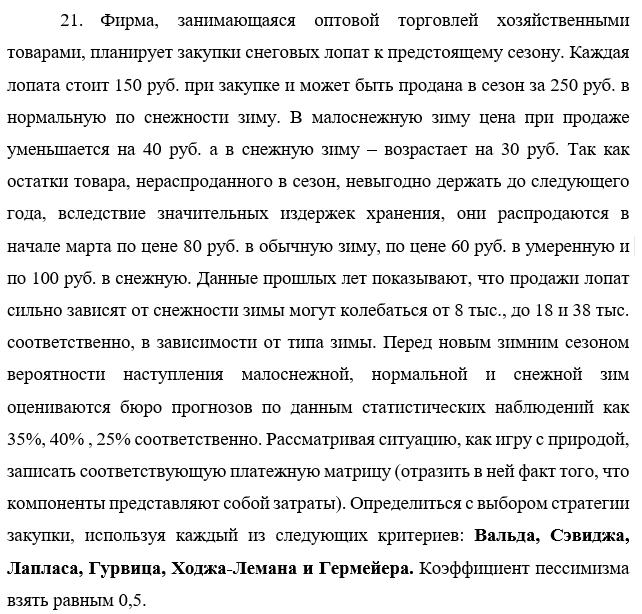 21. Фирма, занимающаяся оптовой торговлей хозяйственными
товарами, планирует закупки снеговых лопат к предстоящему сезону. Каждая
лопата стоит 150 руб. при закупке и может быть продана в сезон за 250 руб. в
нормальную по снежности зиму. В малоснежную зиму цена при продаже
уменьшается на 40 руб. а в снежную зиму – возрастает на 30 руб. Так как
остатки товара, нераспроданного в сезон, невыгодно держать до следующего
года, вследствие значительных издержек хранения, они распродаются в
начале марта по цене 80 руб. в обычную зиму, по цене 60 руб. в умеренную и
по 100 руб. в снежную. Данные прошлых лет показывают, что продажи лопат
сильно зависят от снежности зимы могут колебаться от 8 тыс., до 18 и 38 тыс.
соответственно, в зависимости от типа зимы. Перед новым зимним сезоном
вероятности наступления малоснежной, нормальной и снежной зим
оцениваются бюро прогнозов по данным статистических наблюдений как
35%, 40% , 25% соответственно. Рассматривая ситуацию, как игру с природой,
записать соответствующую платежную матрицу (отразить в ней факт того, что
компоненты представляют собой затраты). Определиться с выбором стратегии
закупки, используя каждый из следующих критериев: Вальда, Сэвиджа,
Лапласа, Гурвица, Ходжа-Лемана и Гермейера. Коэффициент пессимизма
взять равным 0,5.